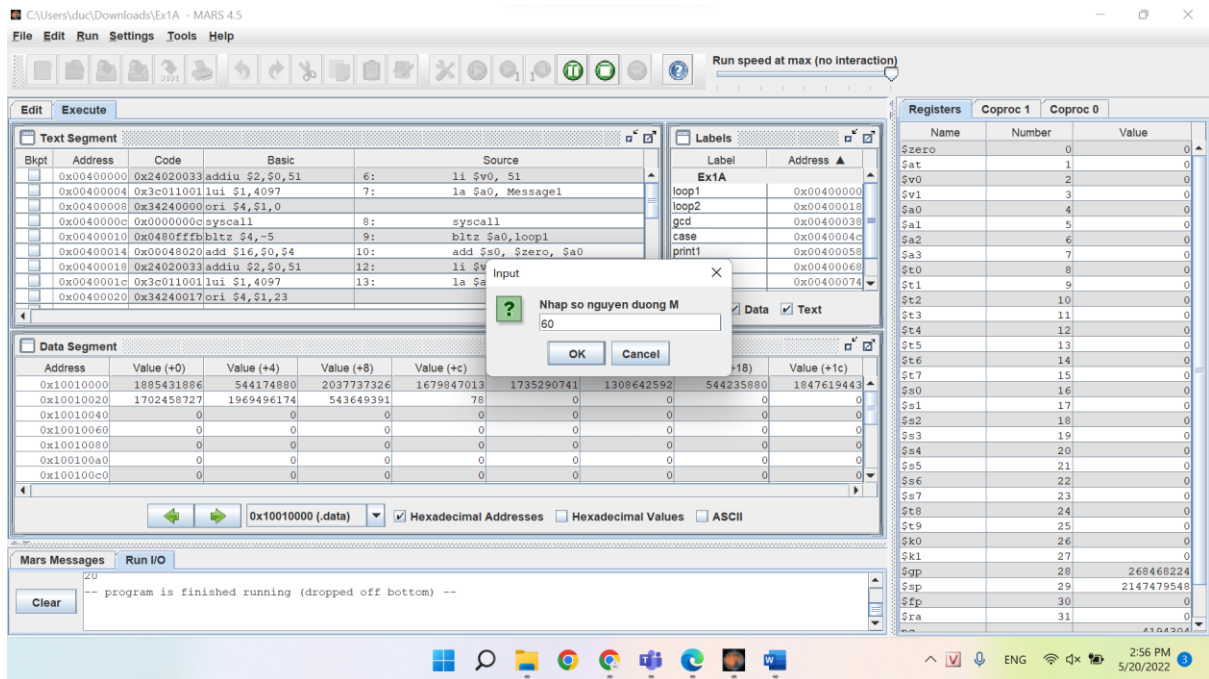 C:\Users\duc\Downloads\Ex1A - MARS 4.5
File Edit Run Settings Tools Help
Run speed at max (no interaction)
Edit Execute
Text Segment
Bkpt Address Code Basic Source
0x00400000 0x24020033 addiu $2,$0,51 6: li $v0, 51
0x00400004 0x3c011001 lui $1,4097 7: la $a0, Message1
0x00400008 0x34240000 ori $4,$1,0
0x0040000c 0x0000000c syscall 8: syscall
0x00400010 0x0480fffb bltz $4,-5 9: bltz $a0,loop1
0x00400014 0x00048020 add $16,$0,$4 10: add $s0, $zero, $a0
0x00400018 0x24020033 addiu $2,$0,51 12: li $v
0x0040001c 0x3c011001 lui $1,4097 13: la $a
0x00400020 0x34240017 ori $4,$1,23
Labels
Label Address ▲
Ex1A
loop1 0x00400000
loop2 0x00400018
gcd 0x00400038
case 0x0040004c
print1 0x00400058
0x00400068
0x00400074
Data Text
Input
Nhap so nguyen duong M
60
OK Cancel
Data Segment
Address Value (+0) Value (+4) Value (+8) Value (+c) +18) Value (+1c)
0x10010000 1885431886 544174880 2037737326 1679847013 1735290741 1308642592 544235880 1847619443
0x10010020 1702458727 1969496174 543649391 78 0 0 0 0
0x10010040 0 0 0 0 0 0 0 0
0x10010060 0 0 0 0 0 0 0 0
0x10010080 0 0 0 0 0 0 0 0
0x100100a0 0 0 0 0 0 0 0 0
0x100100c0 0 0 0 0 0 0 0 0
0x10010000 (.data) Hexadecimal Addresses Hexadecimal Values ASCII
Mars Messages Run I/O
Clear
20
-- program is finished running (dropped off bottom) --
Registers Coproc 1 Coproc 0
Name Number Value
$zero 0 0
$at 1 0
$v0 2 0
$v1 3 0
$a0 4 0
$a1 5 0
$a2 6 0
$a3 7 0
$t0 8 0
$t1 9 0
$t2 10 0
$t3 11 0
$t4 12 0
$t5 13 0
$t6 14 0
$t7 15 0
$s0 16 0
$s1 17 0
$s2 18 0
$s3 19 0
$s4 20 0
$s5 21 0
$s6 22 0
$s7 23 0
$t8 24 0
$t9 25 0
$k0 26 0
$k1 27 0
$gp 28 268468224
$sp 29 2147479548
$fp 30 0
$ra 31 0
pc 4194304
ENG
2:56 PM
5/20/2022
3